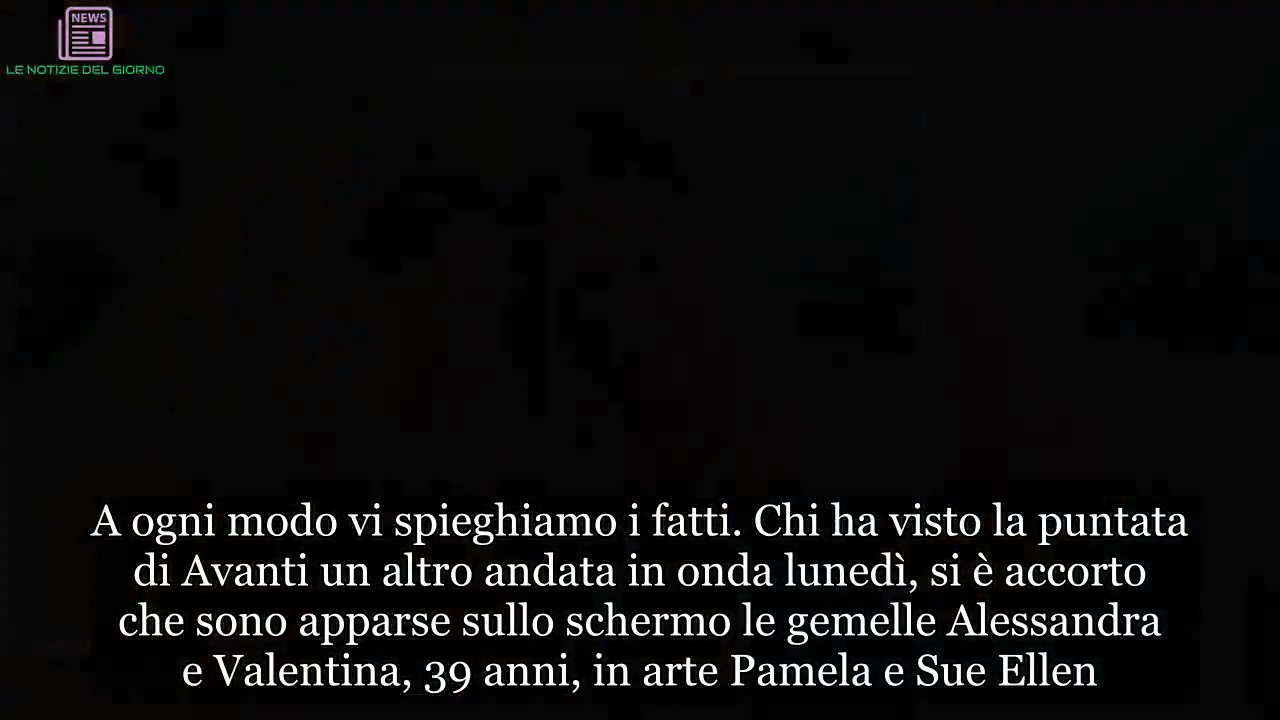 NEWS
LE NOTIZIE DEL GIORNO
A ogni modo vi spieghiamo i fatti. Chi ha visto la puntata
di Avanti un altro andata in onda lunedì, si è accorto
che sono apparse sullo schermo le gemelle Alessandra
e Valentina, 39 anni, in arte Pamela e Sue Ellen